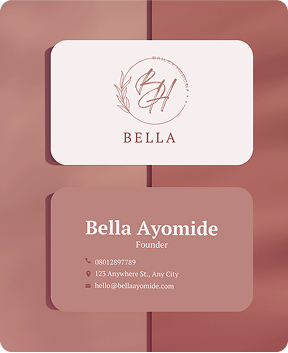 BH
BELLA
Bella Ayomide
Founder
08012897789
123 Anywhere St., Any City
hello@bellaayomide.com